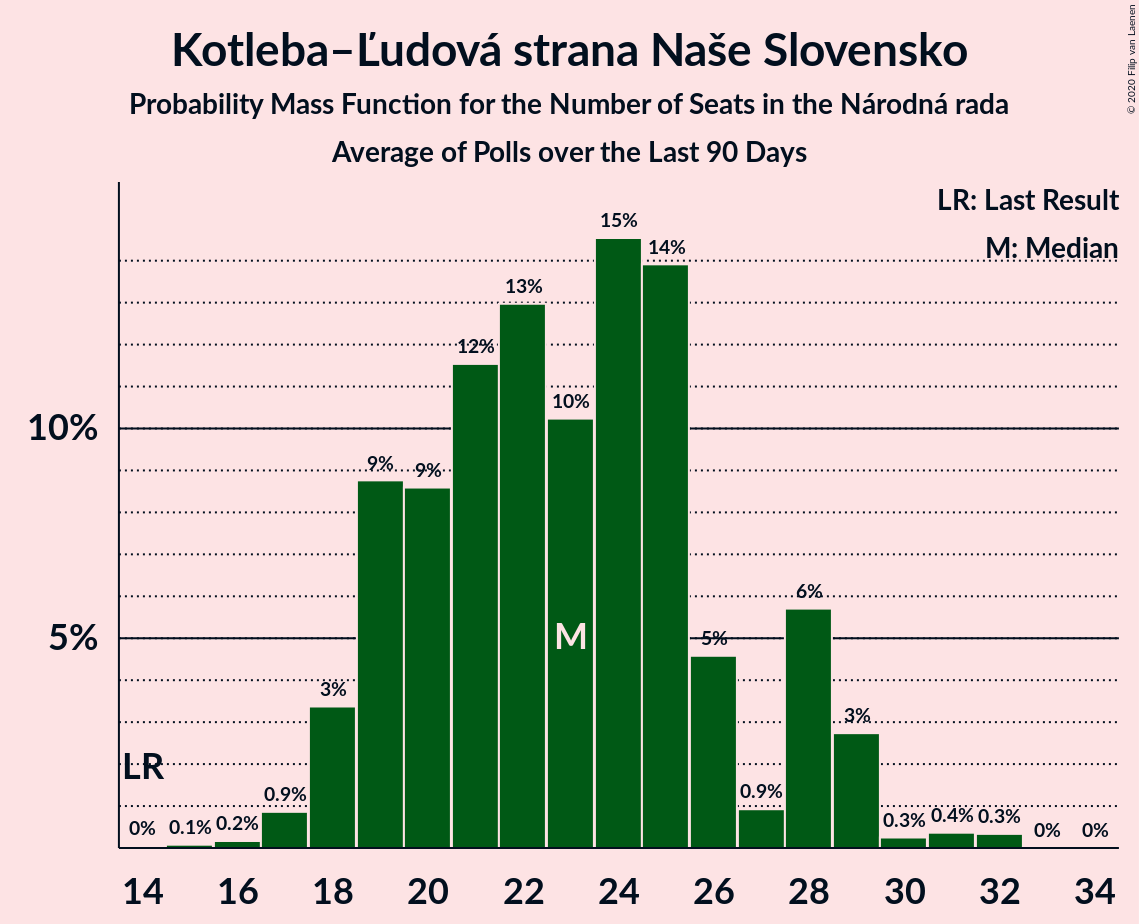 Kotleba–Ľudová strana Naše Slovensko
Probability Mass Function for the Number of Seats in the Národná rada
Average of Polls over the Last 90 Days
© 2020 Filip van Laenen
LR: Last Result
M: Median
10%
5%
LR
M
0%
0.1%
0.2%
0.9%
3%
9%
9%
12%
13%
10%
15%
14%
5%
0.9%
6%
3%
0.3%
0.4%
0.3%
0%
0%
14 16 18 20 22 24 26 28 30 32 34